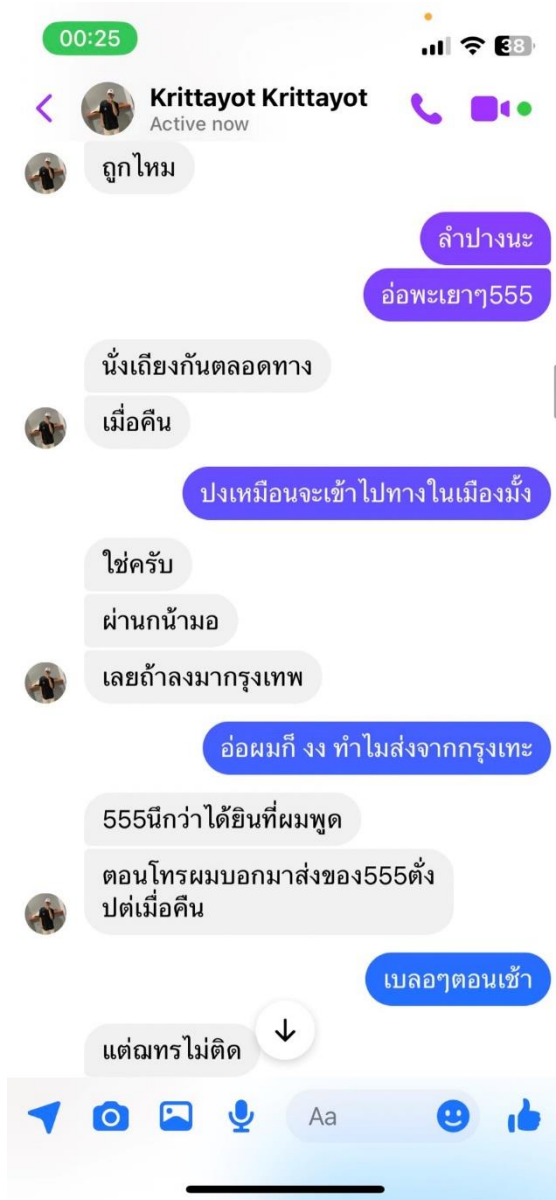 00:25
38
Krittayot Krittayot
Active now
ถูกไหม
ลำปางนะ
อ่อพะเยาๆ555
นั่งเถียงกันตลอดทาง
เมื่อคืน
ปงเหมือนจะเข้าไปทางในเมืองมั้ง
ใช่ครับ
ผ่านกน้ามอ
เลยถ้าลงมากรุงเทพ
อ่อผมก็ งง ทำไมส่งจากกรุงเทะ
555นึกว่าได้ยินที่ผมพูด
ตอนโทรผมบอกมาส่งของ555ตั่ง
ปต่เมื่อคืน
เบลอๆตอนเช้า
แต่ฌทรไม่ติด
Aa